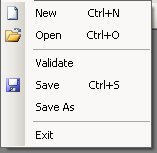 New Ctrl+N
Open Ctrl+O
Validate
Save Ctrl+S
Save As
Exit